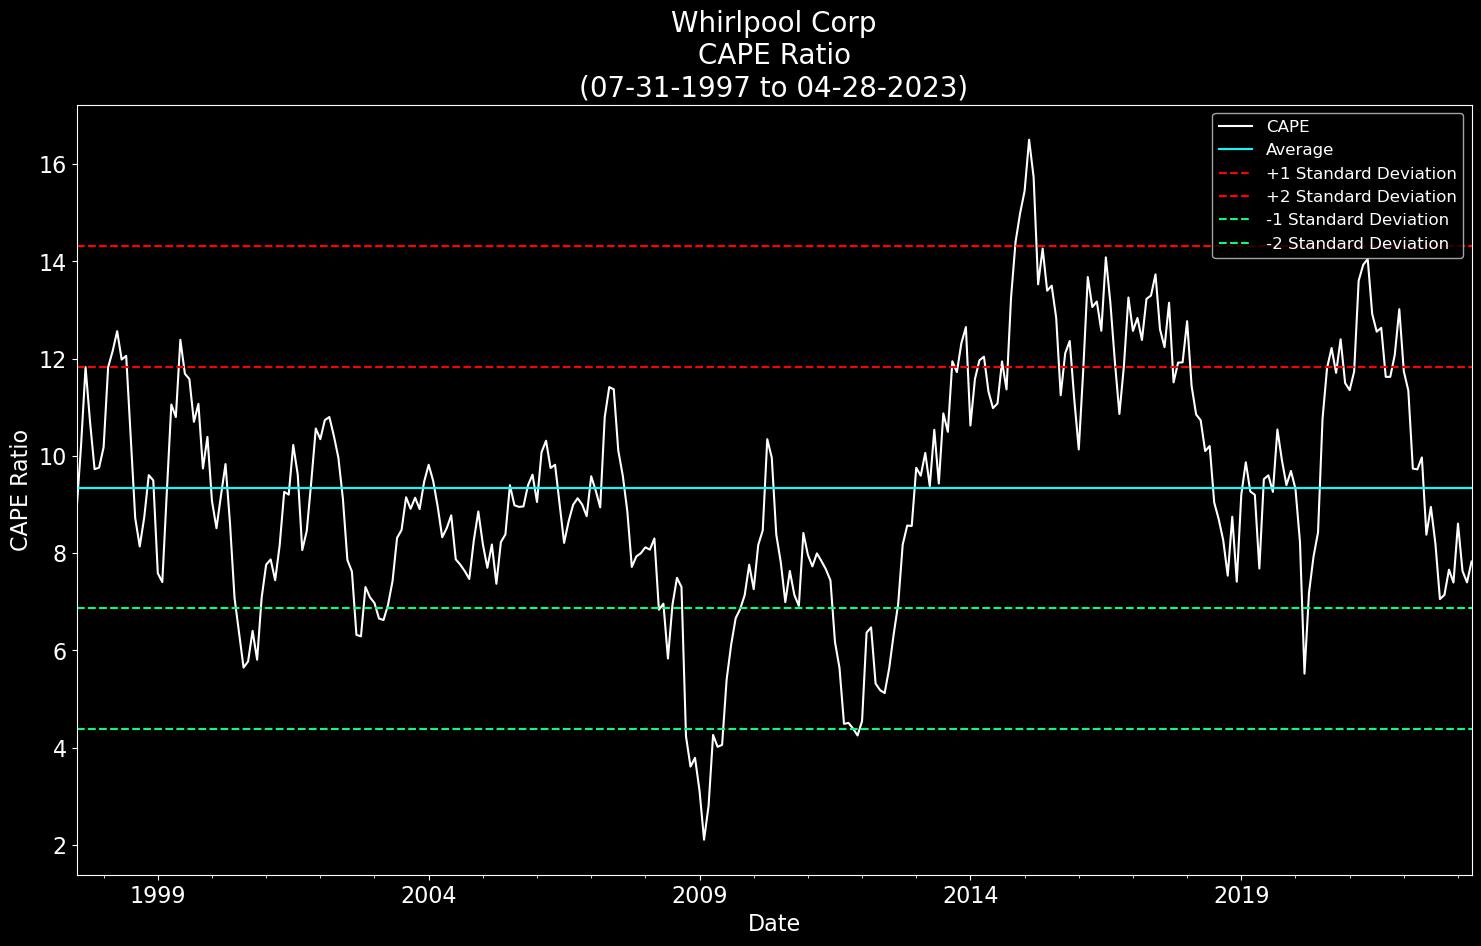 Whirlpool Corp
CAPE Ratio
(07-31-1997 to 04-28-2023)
CAPE
Average
+1 Standard Deviation
+2 Standard Deviation
-1 Standard Deviation
-2 Standard Deviation
CAPE Ratio
16
14
12
10
8
6
4
2
1999 2004 2009 2014 2019
Date